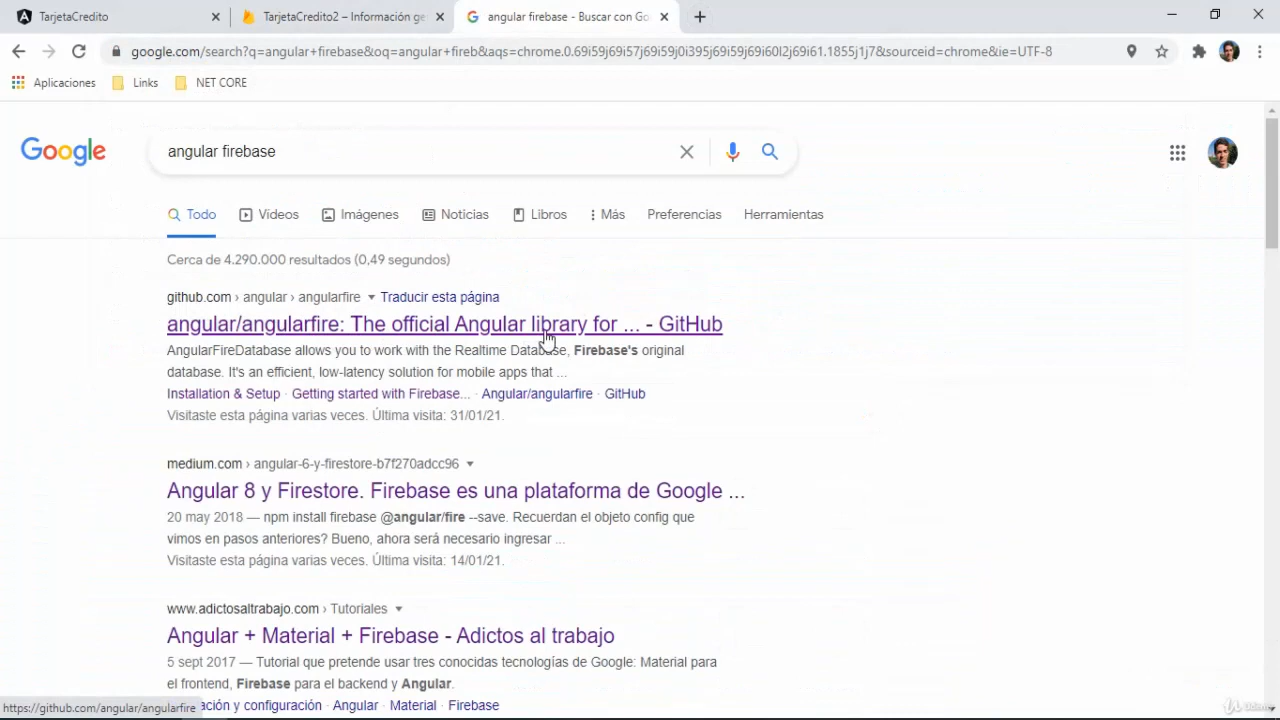 TarjetaCredito
TarjetaCredito2 – Información ge
angular firebase - Buscar con Go
google.com/search?q=angular+firebase&oq=angular+fireb&aqs=chrome.0.69i59j69i57j69i59j0i395j69i59j69i60l2j69i61.1855j1j7&sourceid=chrome&ie=UTF-8
Aplicaciones Links NET CORE
Google
angular firebase
Todo Vídeos Imágenes Noticias Libros Más Preferencias Herramientas
Cerca de 4.290.000 resultados (0,49 segundos)
github.com › angular › angularfire Traducir esta página
angular/angularfire: The official Angular library for ... - GitHub
AngularFireDatabase allows you to work with the Realtime Database, Firebase's original
database. It's an efficient, low-latency solution for mobile apps that ...
Installation & Setup · Getting started with Firebase... · Angular/angularfire · GitHub
Visitaste esta página varias veces. Última visita: 31/01/21.
medium.com › angular-6-y-firestore-b7f270adcc96
Angular 8 y Firestore. Firebase es una plataforma de Google ...
20 may 2018 — npm install firebase @angular/fire --save. Recuerdan el objeto config que
vimos en pasos anteriores? Bueno, ahora será necesario ingresar ...
Visitaste esta página varias veces. Última visita: 14/01/21.
www.adictosaltrabajo.com › Tutoriales
Angular + Material + Firebase - Adictos al trabajo
5 sept 2017 — Tutorial que pretende usar tres conocidas tecnologías de Google: Material para
el frontend, Firebase para el backend y Angular.
ación y configuración · Angular · Material · Firebase
https://github.com/angular/angularfire
Udemy